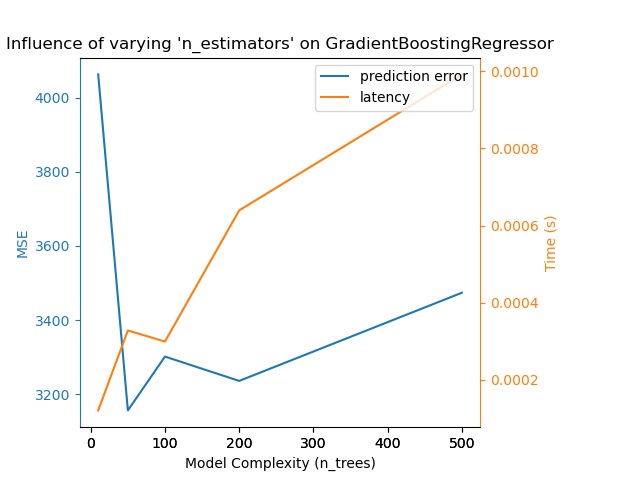 Influence of varying 'n_estimators' on GradientBoostingRegressor
prediction error
latency
4000
3800
3600
3400
3200
MSE
0.0010
0.0008
0.0006
0.0004
0.0002
Time (s)
0 100 200 300 400 500
Model Complexity (n_trees)